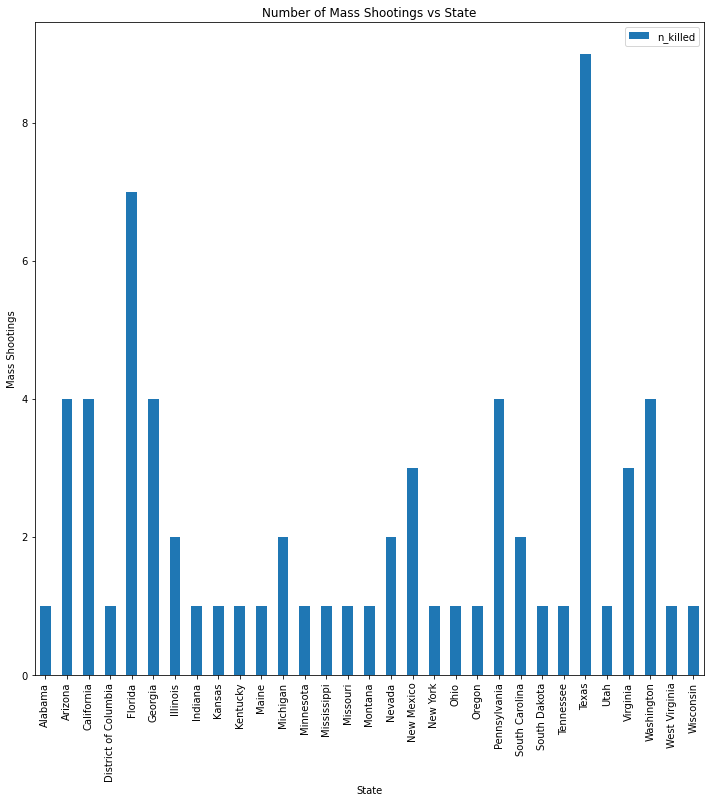 Number of Mass Shootings vs State
n_killed
Mass Shootings
8
6
4
2
0
Alabama
Arizona
California
District of Columbia
Florida
Georgia
Illinois
Indiana
Kansas
Kentucky
Maine
Michigan
Minnesota
Mississippi
Missouri
Montana
Nevada
New Mexico
New York
Ohio
Oregon
Pennsylvania
South Carolina
South Dakota
Tennessee
Texas
Utah
Virginia
Washington
West Virginia
Wisconsin
State